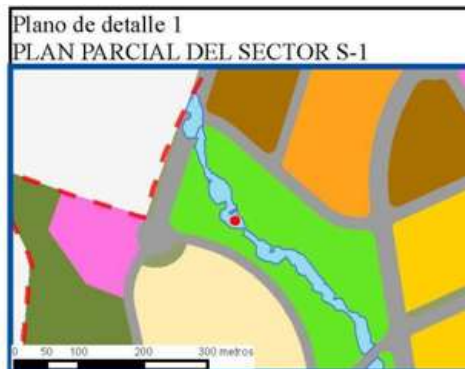 Plano de detalle 1
PLAN PARCIAL DEL SECTOR S-1
0 50 100 200 300 metros